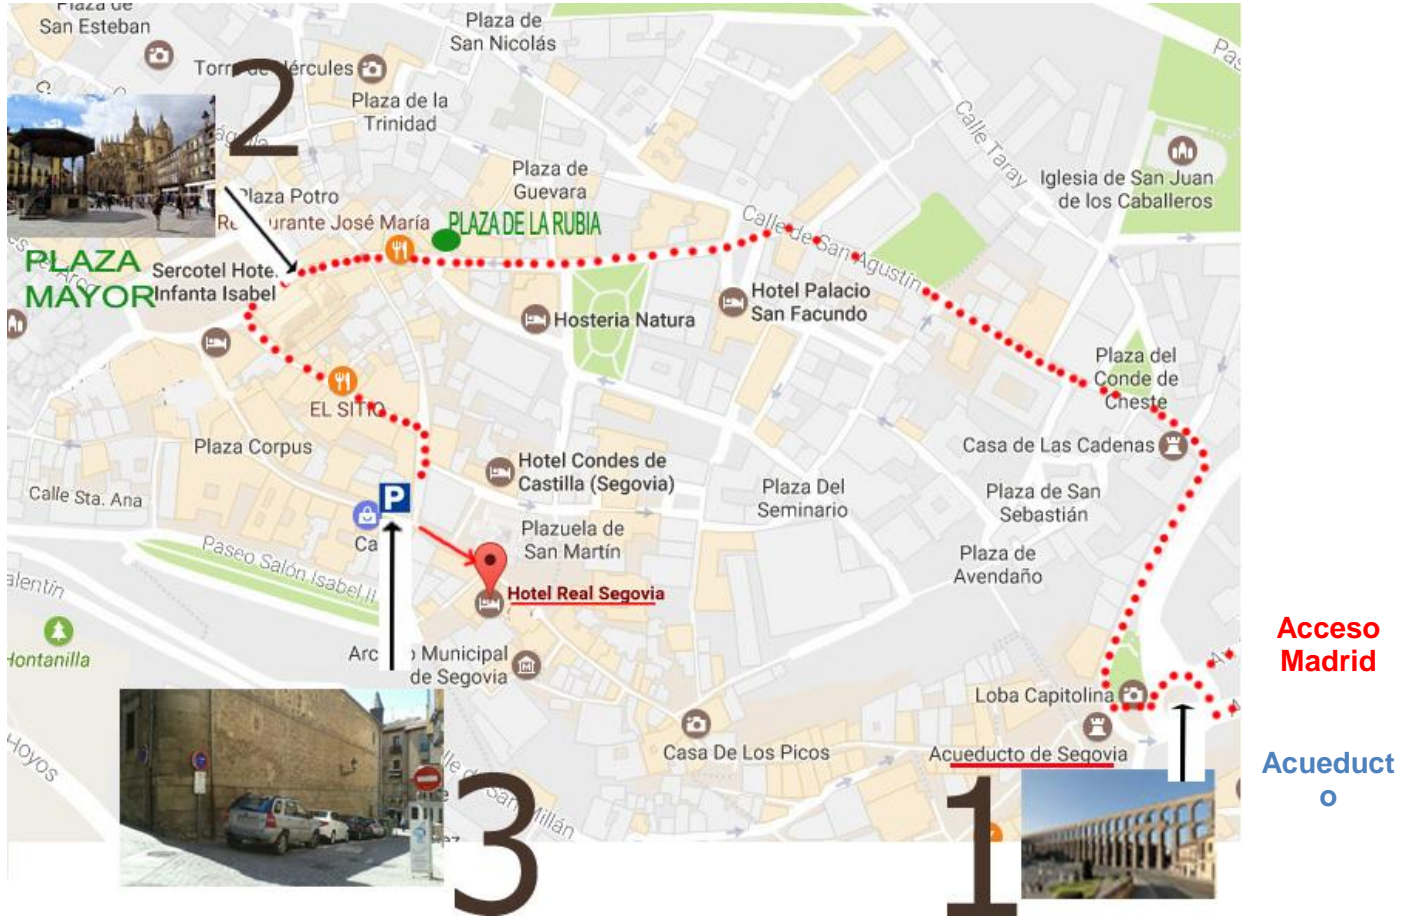 Plaza de
San Esteban
Plaza de
San Nicolás
Torre de Hércules
2
Plaza de la
Trinidad
Calle Taray
Iglesia de San Juan
de los Caballeros
Plaza de
Guevara
Plaza Potro
Restaurante José María
PLAZA DE LA RUBIA
Calle de San Agustín
PLAZA
MAYOR
Sercotel Hotel
Infanta Isabel
Hotel Palacio
San Facundo
Hosteria Natura
Plaza del
Conde de
Cheste
EL SITIO
Plaza Corpus
Casa de Las Cadenas
Hotel Condes de
Castilla (Segovia)
Calle Sta. Ana
P
Plaza Del
Seminario
Plaza de San
Sebastián
Ca
Plazuela de
San Martín
Paseo Salón Isabel II
Plaza de
Avendaño
alentín
Hotel Real Segovia
Hontanilla
Acceso
Madrid
Municipal
de Segovia
Loba Capitolina
Casa De Los Picos
Acueducto de Segovia
Hoyos
Acueduct
o
3
1